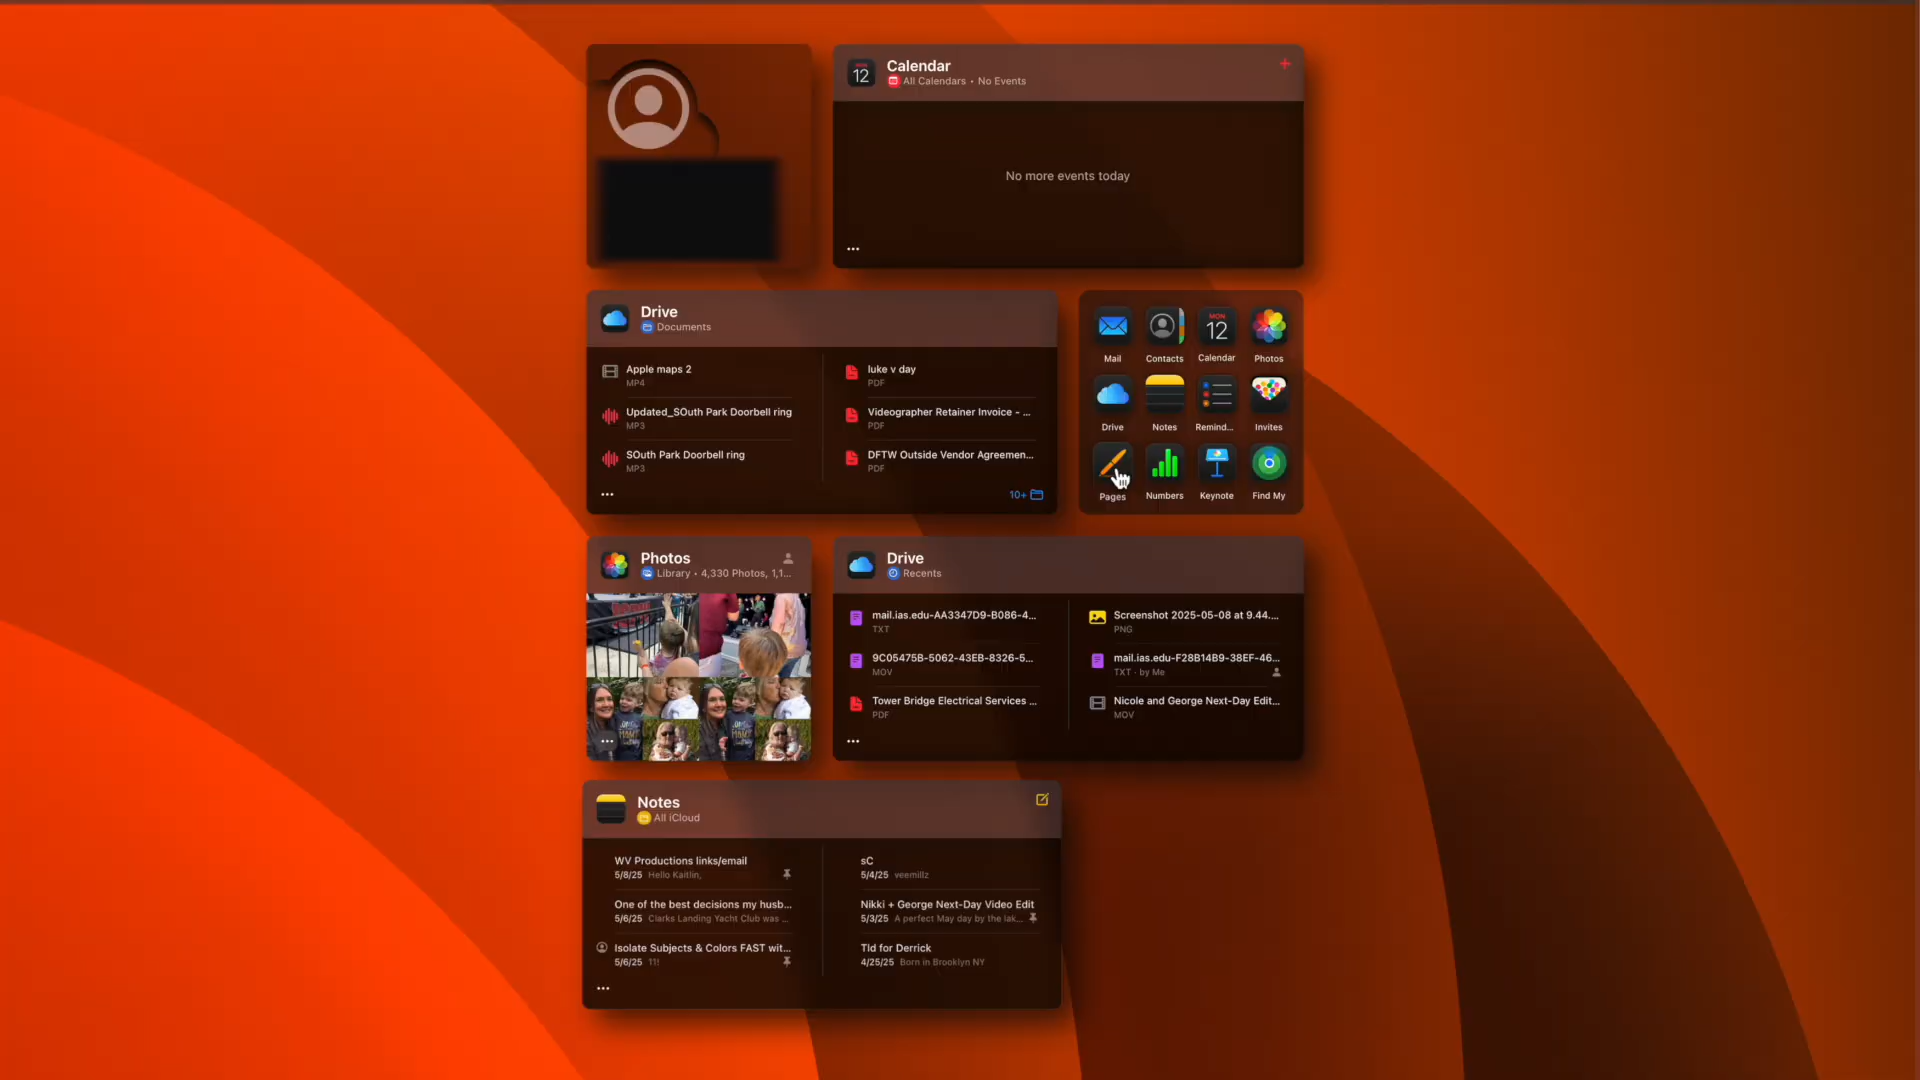 MON
12
Calendar
All Calendars • No Events
+
No more events today
...
Drive
Documents
Apple maps 2
MP4
Updated_SOuth Park Doorbell ring
MP3
SOuth Park Doorbell ring
MP3
luke v day
PDF
Videographer Retainer Invoice - ...
PDF
DFTW Outside Vendor Agreemen...
PDF
...
10+
Mail
Contacts
MON
12
Calendar
Photos
Drive
Notes
Remind...
Invites
Pages
Numbers
Keynote
Find My
Photos
Library • 4,330 Photos, 1,1...
...
Drive
Recents
mail.ias.edu-AA3347D9-B086-4...
TXT
9C05475B-5062-43EB-8326-5...
MOV
Tower Bridge Electrical Services ...
PDF
Screenshot 2025-05-08 at 9.44....
PNG
mail.ias.edu-F28B14B9-38EF-46...
TXT · by Me
Nicole and George Next-Day Edit...
MOV
...
Notes
All iCloud
WV Productions links/email
5/8/25 Hello Kaitlin,
One of the best decisions my husb...
5/6/25 Clarks Landing Yacht Club was ...
Isolate Subjects & Colors FAST wit...
5/6/25 11!
sC
5/4/25 veemillz
Nikki + George Next-Day Video Edit
5/3/25 A perfect May day by the lak...
Tld for Derrick
4/25/25 Born in Brooklyn NY
...